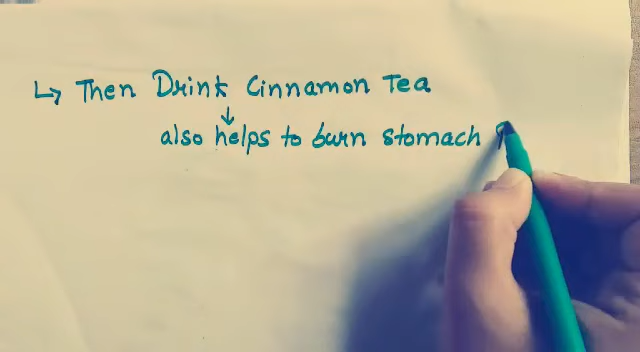 ↳ Then Drink Cinnamon Tea
↓
also helps to burn stomach